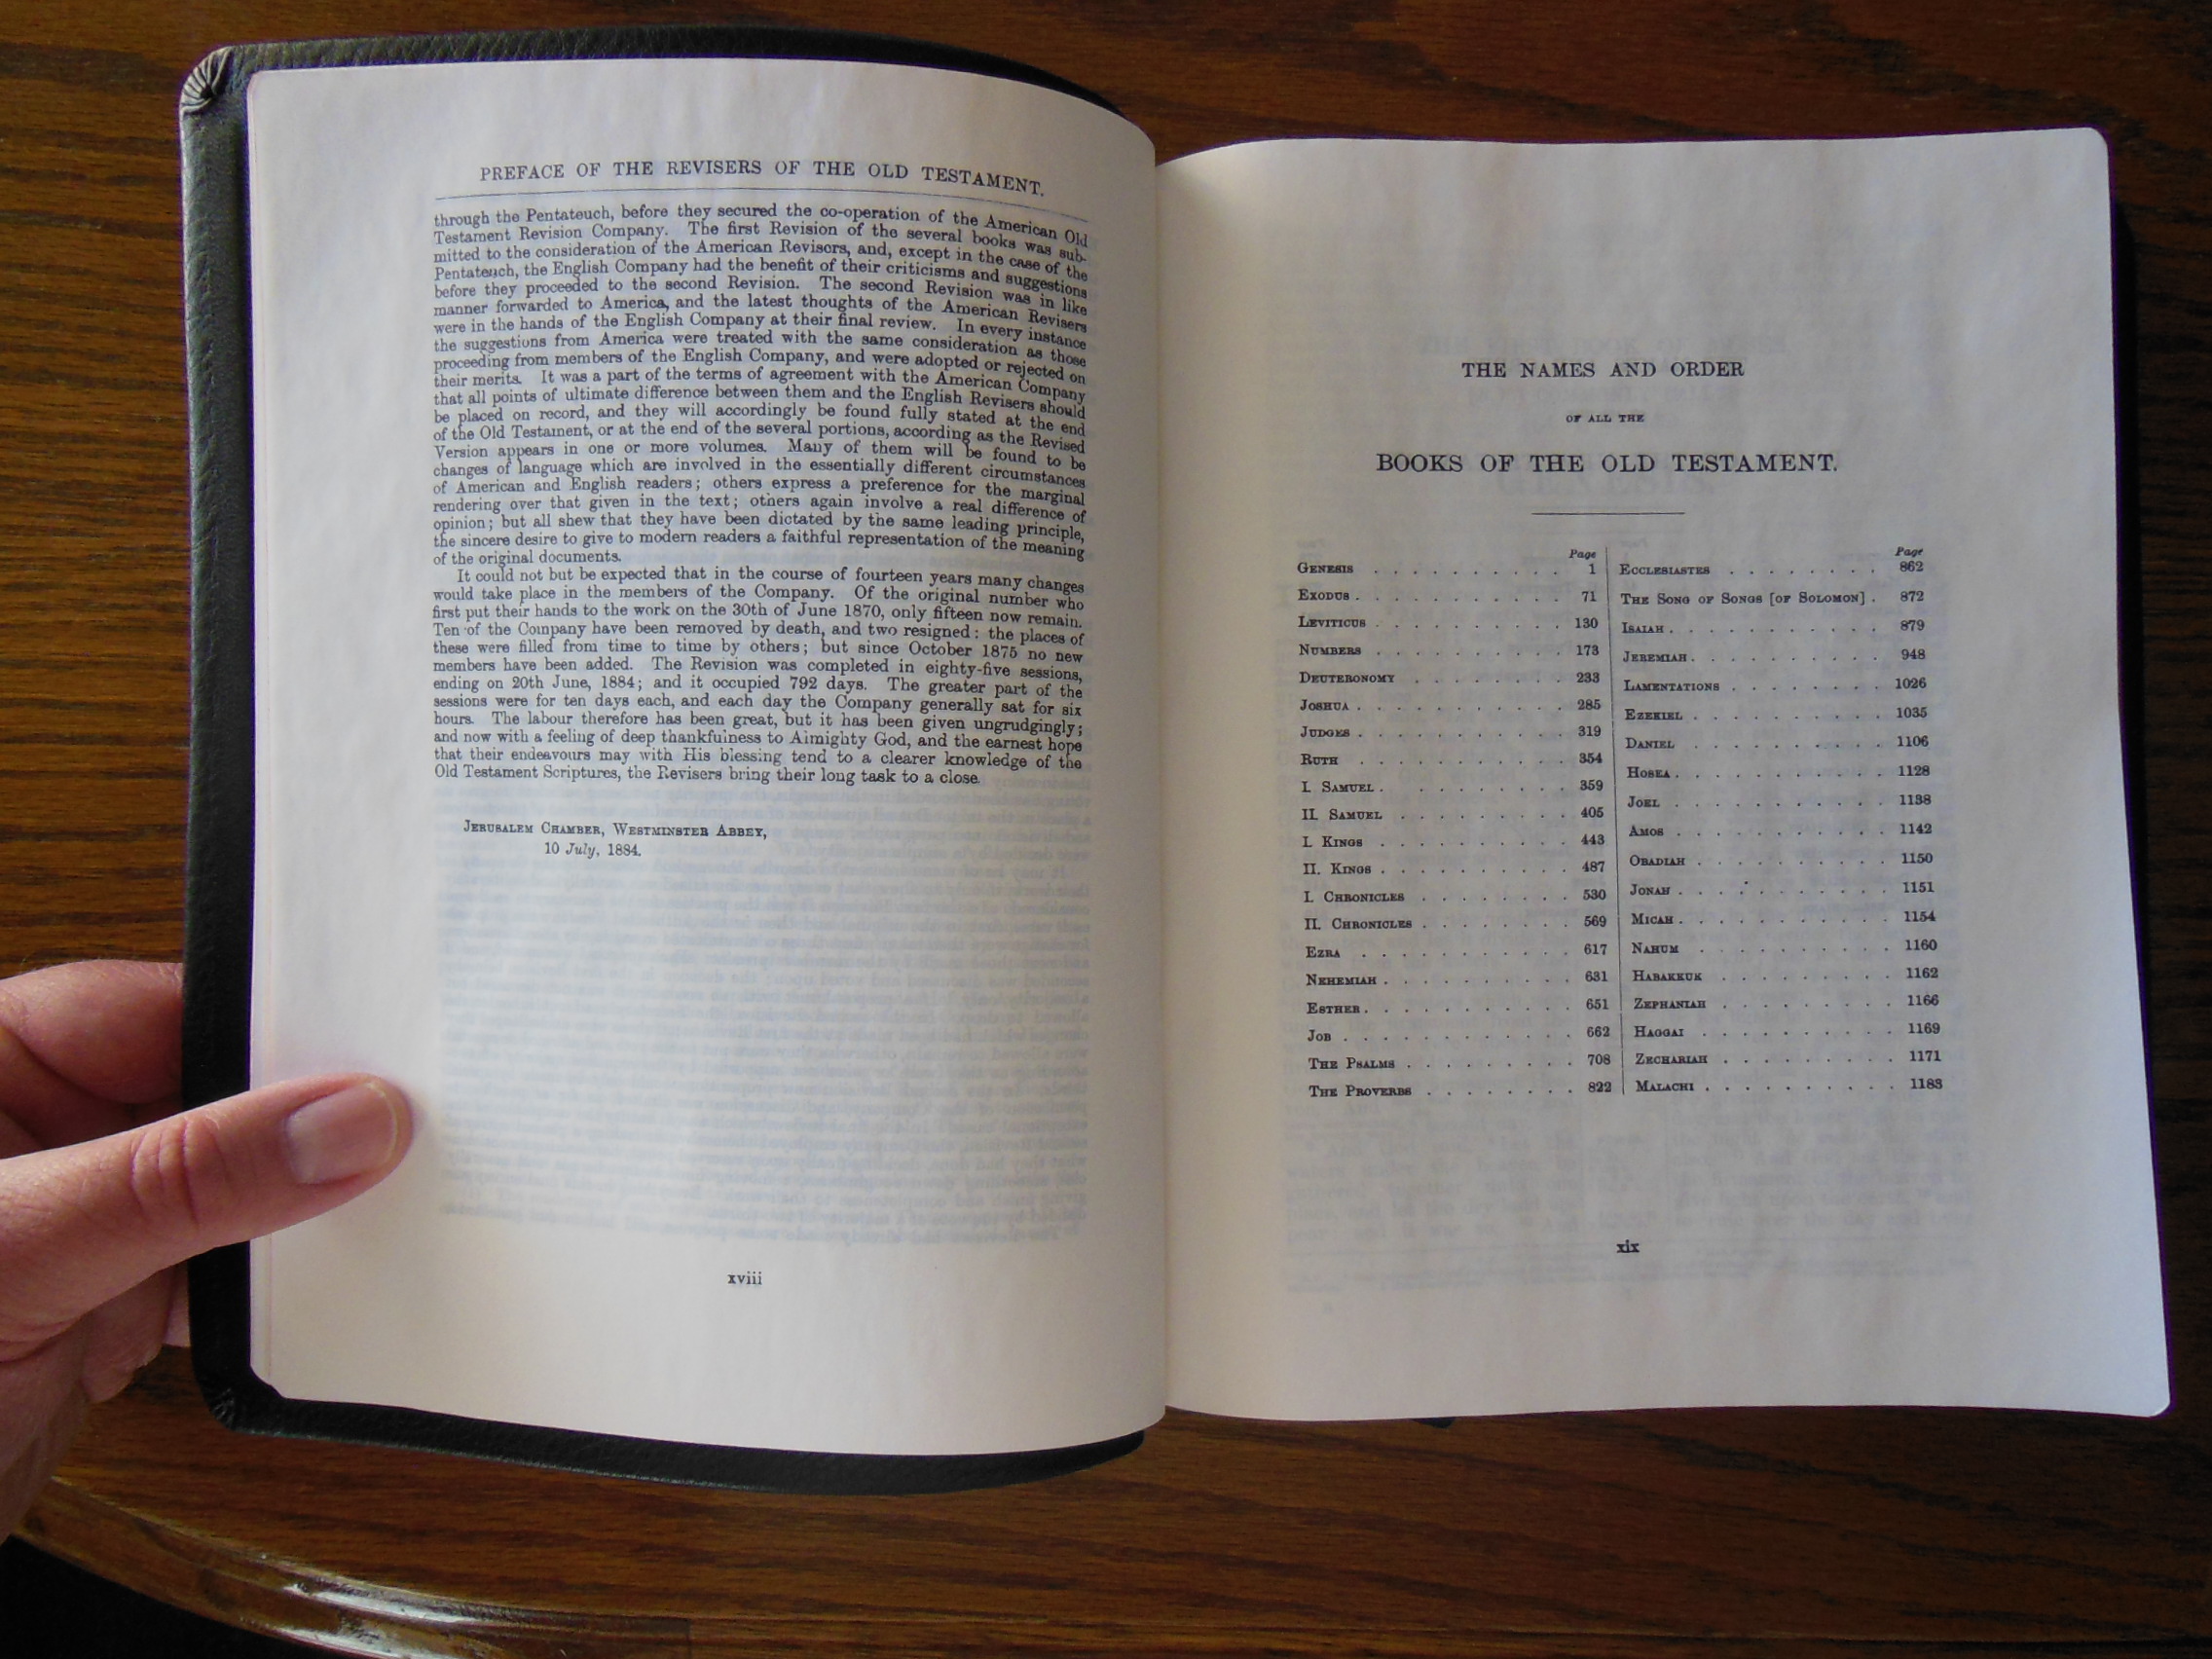 PREFACE OF THE REVISERS OF THE OLD TESTAMENT.
through the Pentateuch, before they secured the co-operation of the American Old
Testament Revision Company. The first Revision of the several books was sub-
mitted to the consideration of the American Revisers, and, except in the case of the
Pentateuch, the English Company had the benefit of their criticisms and suggestions
before they proceeded to the second Revision. The second Revision was in like
manner forwarded to America, and the latest thoughts of the American Revisers
were in the hands of the English Company at their final review. In every instance
the suggestions from America were treated with the same consideration as those
proceeding from members of the English Company, and were adopted or rejected on
their merits. It was a part of the terms of agreement with the American Company
that all points of ultimate difference between them and the English Revisers should
be placed on record, and they will accordingly be found fully stated at the end
of the Old Testament, or at the end of the several portions, according as the Revised
Version appears in one or more volumes. Many of them will be found to be
changes of language which are involved in the essentially different circumstances
of American and English readers; others express a preference for the marginal
rendering over that given in the text; others again involve a real difference of
opinion; but all shew that they have been dictated by the same leading principle,
the sincere desire to give to modern readers a faithful representation of the meaning
of the original documents.
It could not but be expected that in the course of fourteen years many changes
would take place in the members of the Company. Of the original number who
first put their hands to the work on the 30th of June 1870, only fifteen now remain.
Ten of the Company have been removed by death, and two resigned: the places of
these were filled from time to time by others; but since October 1875 no new
members have been added. The Revision was completed in eighty-five sessions,
ending on 20th June, 1884; and it occupied 792 days. The greater part of the
sessions were for ten days each, and each day the Company generally sat for six
hours. The labour therefore has been great, but it has been given ungrudgingly;
and now with a feeling of deep thankfulness to Almighty God, and the earnest hope
that their endeavours may with His blessing tend to a clearer knowledge of the
Old Testament Scriptures, the Revisers bring their long task to a close.
JERUSALEM CHAMBER, WESTMINSTER ABBEY,
10 July, 1884.
xviii
THE NAMES AND ORDER
OF ALL THE
BOOKS OF THE OLD TESTAMENT.
Page
GENESIS . . . . . . . . . . 1
EXODUS . . . . . . . . . . 71
LEVITICUS . . . . . . . . . 130
NUMBERS . . . . . . . . . . 173
DEUTERONOMY . . . . . . . 233
JOSHUA . . . . . . . . . . 285
JUDGES . . . . . . . . . . 319
RUTH . . . . . . . . . . 354
I. SAMUEL . . . . . . . . . 359
II. SAMUEL . . . . . . . . 405
I. KINGS . . . . . . . . . 443
II. KINGS . . . . . . . . . 487
I. CHRONICLES . . . . . . . 530
II. CHRONICLES . . . . . . . 569
EZRA . . . . . . . . . . 617
NEHEMIAH . . . . . . . . . 631
ESTHER . . . . . . . . . . 651
JOB . . . . . . . . . . . 662
THE PSALMS . . . . . . . . 708
THE PROVERBS . . . . . . . 822
Page
ECCLESIASTES . . . . . . . . 862
THE SONG OF SONGS [OF SOLOMON] . 872
ISAIAH . . . . . . . . . . 879
JEREMIAH . . . . . . . . . 948
LAMENTATIONS . . . . . . . . 1026
EZEKIEL . . . . . . . . . 1035
DANIEL . . . . . . . . . . 1106
HOSEA . . . . . . . . . . 1128
JOEL . . . . . . . . . . 1138
AMOS . . . . . . . . . . 1142
OBADIAH . . . . . . . . . 1150
JONAH . . . . . . . . . . 1151
MICAH . . . . . . . . . . 1154
NAHUM . . . . . . . . . . 1160
HABAKKUK . . . . . . . . . 1162
ZEPHANIAH . . . . . . . . 1166
HAGGAI . . . . . . . . . 1169
ZECHARIAH . . . . . . . . 1171
MALACHI . . . . . . . . . 1183
xix